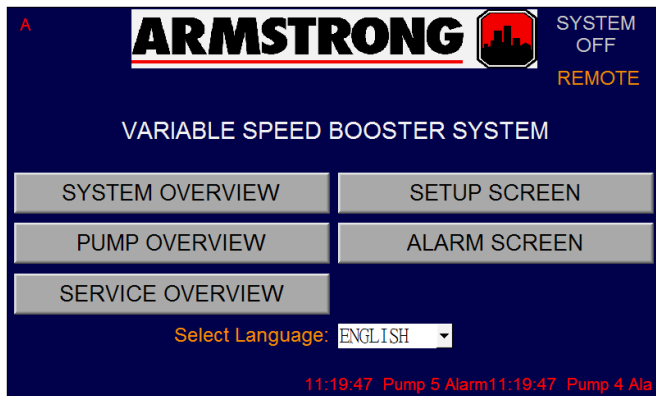 A
ARMSTRONG
SYSTEM
OFF
REMOTE
VARIABLE SPEED BOOSTER SYSTEM
SYSTEM OVERVIEW
SETUP SCREEN
PUMP OVERVIEW
ALARM SCREEN
SERVICE OVERVIEW
Select Language: ENGLISH
11:19:47 Pump 5 Alarm11:19:47 Pump 4 Ala